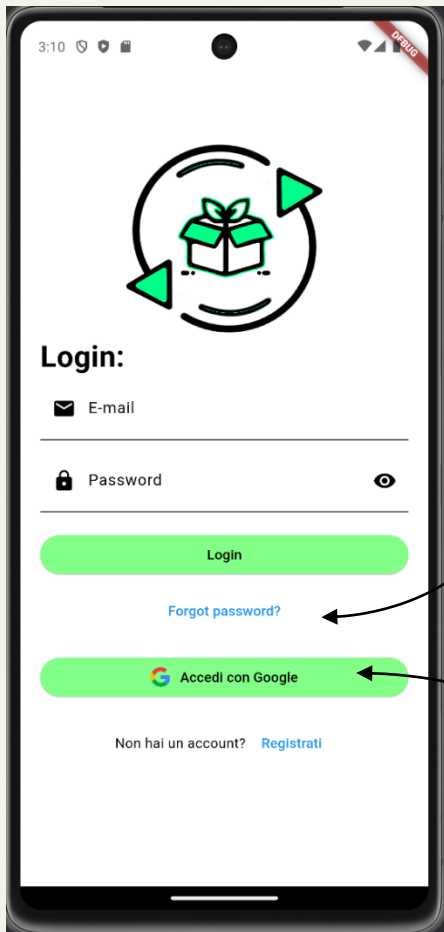 3:10
DEBUG
Login:
E-mail
Password
Login
Forgot password?
Accedi con Google
Non hai un account? Registrati